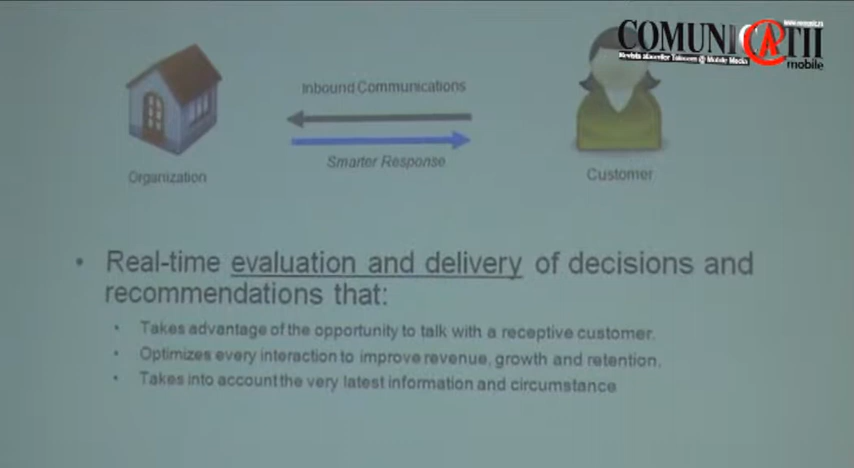 COMUNICATII
mobile
Inbound Communications
Smarter Response
Organization
Customer
• Real-time evaluation and delivery of decisions and
recommendations that:
• Takes advantage of the opportunity to talk with a receptive customer.
• Optimizes every interaction to improve revenue, growth and retention.
• Takes into account the very latest information and circumstance